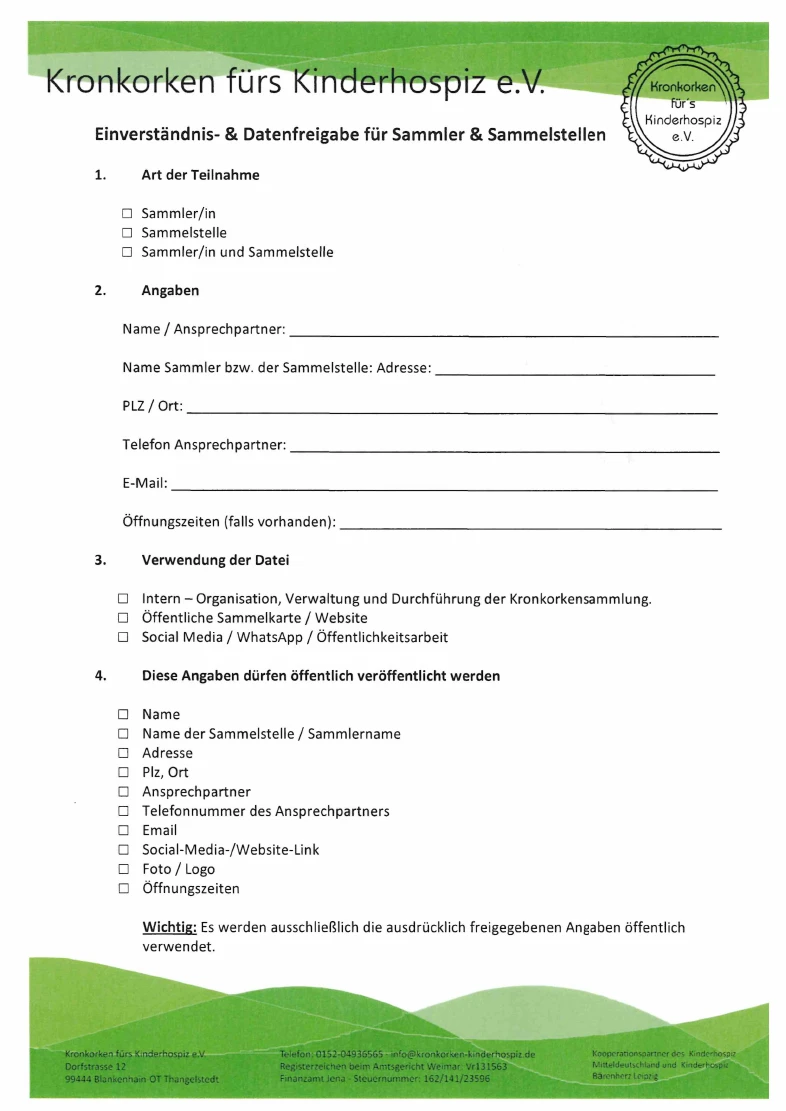 Kronkorken fürs Kinderhospiz e.V.
Kronkorken
für´s
Kinderhospiz
e.V.
Einverständnis- & Datenfreigabe für Sammler & Sammelstellen
1. Art der Teilnahme
☐ Sammler/in
☐ Sammelstelle
☐ Sammler/in und Sammelstelle
2. Angaben
Name / Ansprechpartner:
Name Sammler bzw. der Sammelstelle: Adresse:
PLZ / Ort:
Telefon Ansprechpartner:
E-Mail:
Öffnungszeiten (falls vorhanden):
3. Verwendung der Datei
☐ Intern – Organisation, Verwaltung und Durchführung der Kronkorkensammlung.
☐ Öffentliche Sammelkarte / Website
☐ Social Media / WhatsApp / Öffentlichkeitsarbeit
4. Diese Angaben dürfen öffentlich veröffentlicht werden
☐ Name
☐ Name der Sammelstelle / Sammlername
☐ Adresse
☐ Plz, Ort
☐ Ansprechpartner
☐ Telefonnummer des Ansprechpartners
☐ Email
☐ Social-Media-/Website-Link
☐ Foto / Logo
☐ Öffnungszeiten
Wichtig: Es werden ausschließlich die ausdrücklich freigegebenen Angaben öffentlich
verwendet.
Kronkorken fürs Kinderhospiz e.V.
Dorfstrasse 12
99444 Blankenhain OT Thangelstedt
Telefon: 0152-04936565 - info@kronkorken-kinderhospiz.de
Registerzeichen beim Amtsgericht Weimar: Vr131563
Finanzamt Jena - Steuernummer: 162/141/23596
Kooperationspartner des Kinderhospiz
Mitteldeutschland und Kinderhospiz
Bärenherz Leipzig